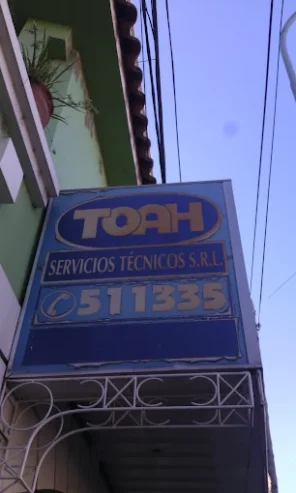 TOAH
SERVICIOS TÉCNICOS S.R.L.
511335